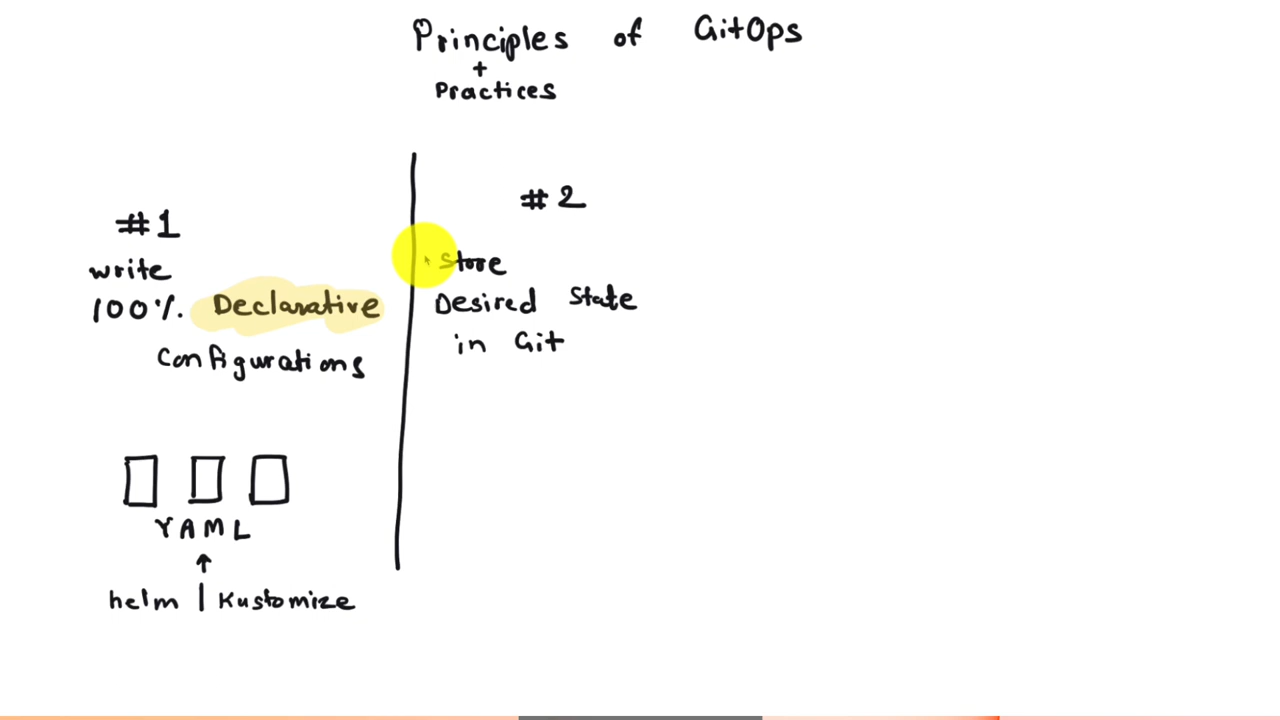 Principles of GitOps
+
Practices
#1
write
100% Declarative
Configurations
YAML
↑
helm | Kustomize
#2
Store
Desired State
in Git